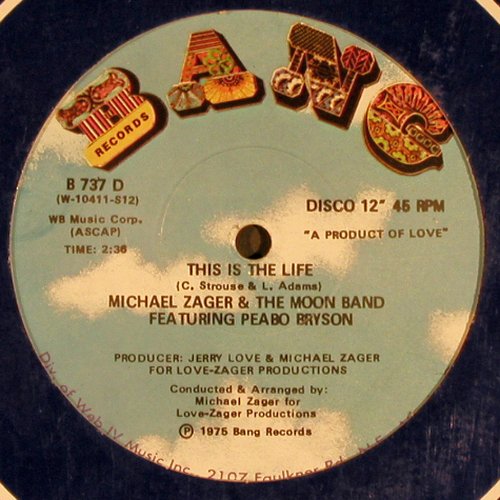 BANG
RECORDS
B 737 D
(W-10411-S12)
WB Music Corp.
(ASCAP)
TIME: 2:36
DISCO 12" 45 RPM
"A PRODUCT OF LOVE"
THIS IS THE LIFE
(C. Strouse & L. Adams)
MICHAEL ZAGER & THE MOON BAND
FEATURING PEABO BRYSON
PRODUCER: JERRY LOVE & MICHAEL ZAGER
FOR LOVE-ZAGER PRODUCTIONS
Conducted & Arranged by:
Michael Zager for
Love-Zager Productions
Ⓟ 1975 Bang Records
Div. of Web IV Music Inc. 2107 Faulkner Rd.